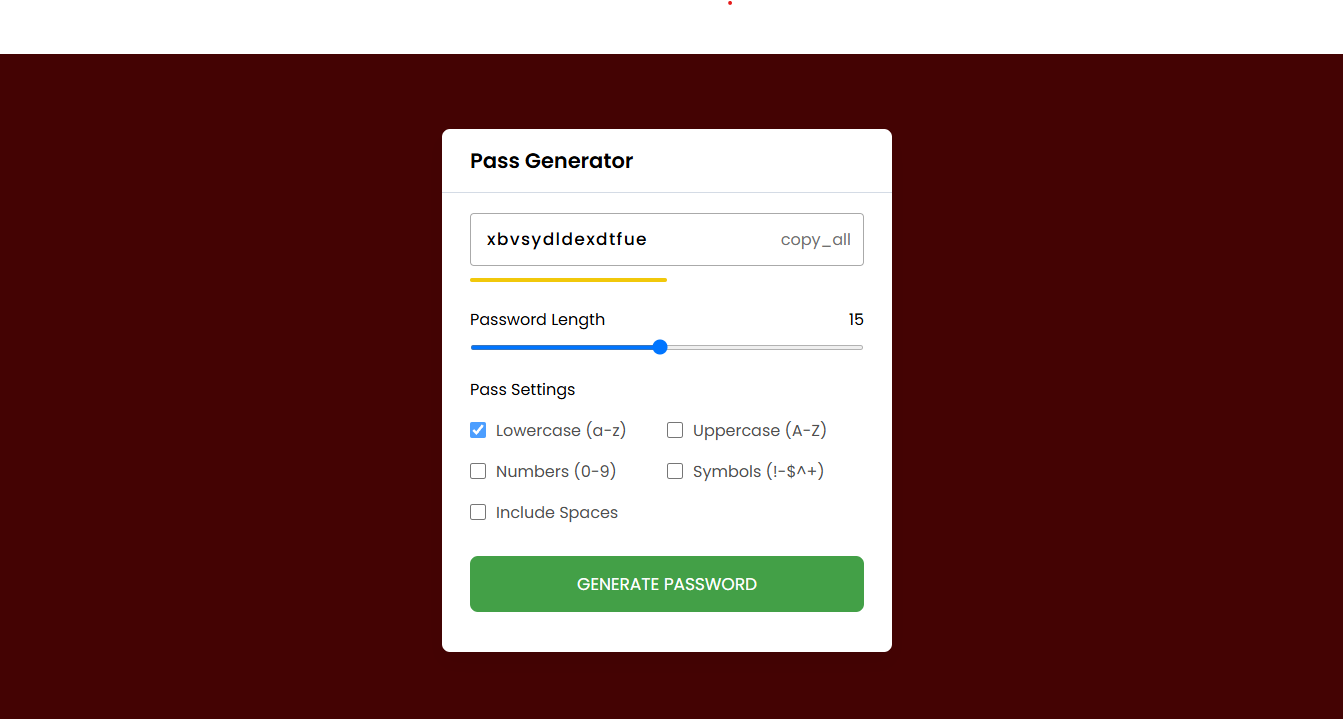 Pass Generator
xbvsydldexdtfue copy_all
Password Length 15
Pass Settings
Lowercase (a-z) Uppercase (A-Z)
Numbers (0-9) Symbols (!-$^+)
Include Spaces
GENERATE PASSWORD